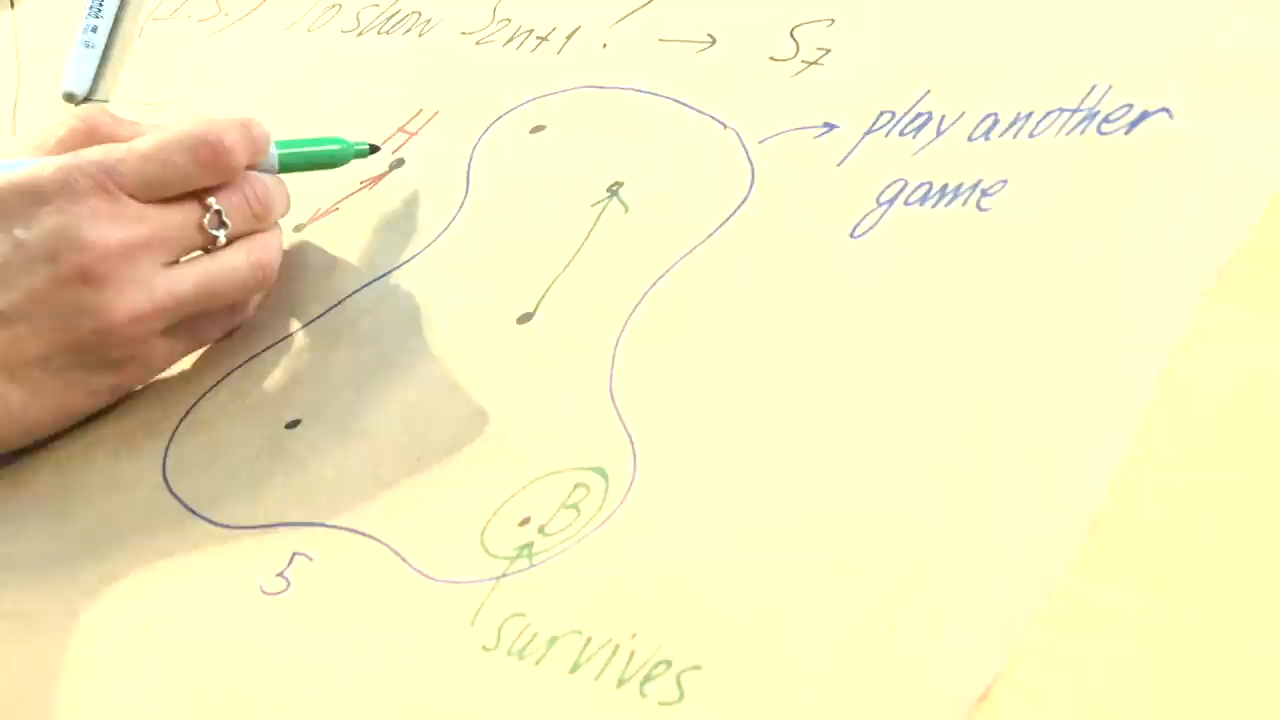 (I.S.) To show S2n+1! → S7
H
play another
game
B
5
survives